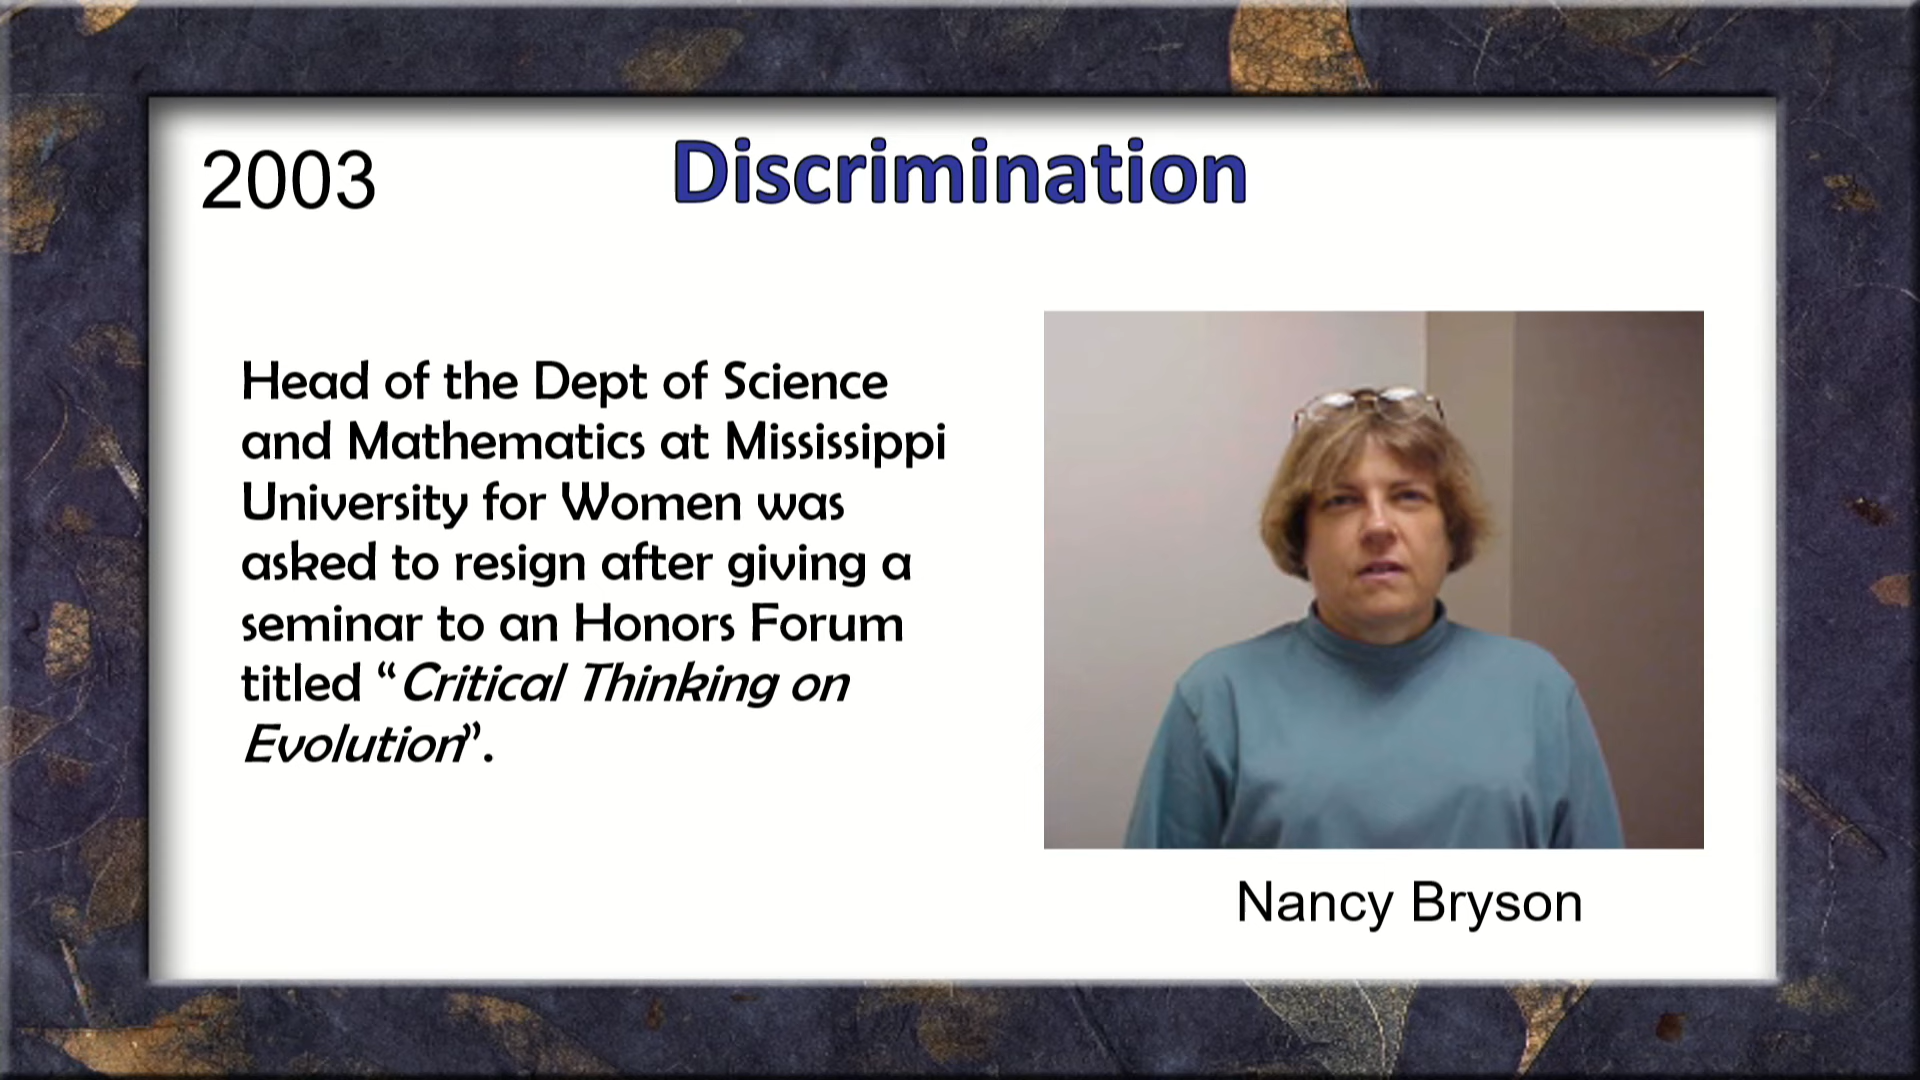 2003
Discrimination
Head of the Dept of Science
and Mathematics at Mississippi
University for Women was
asked to resign after giving a
seminar to an Honors Forum
titled “Critical Thinking on
Evolution”.
Nancy Bryson